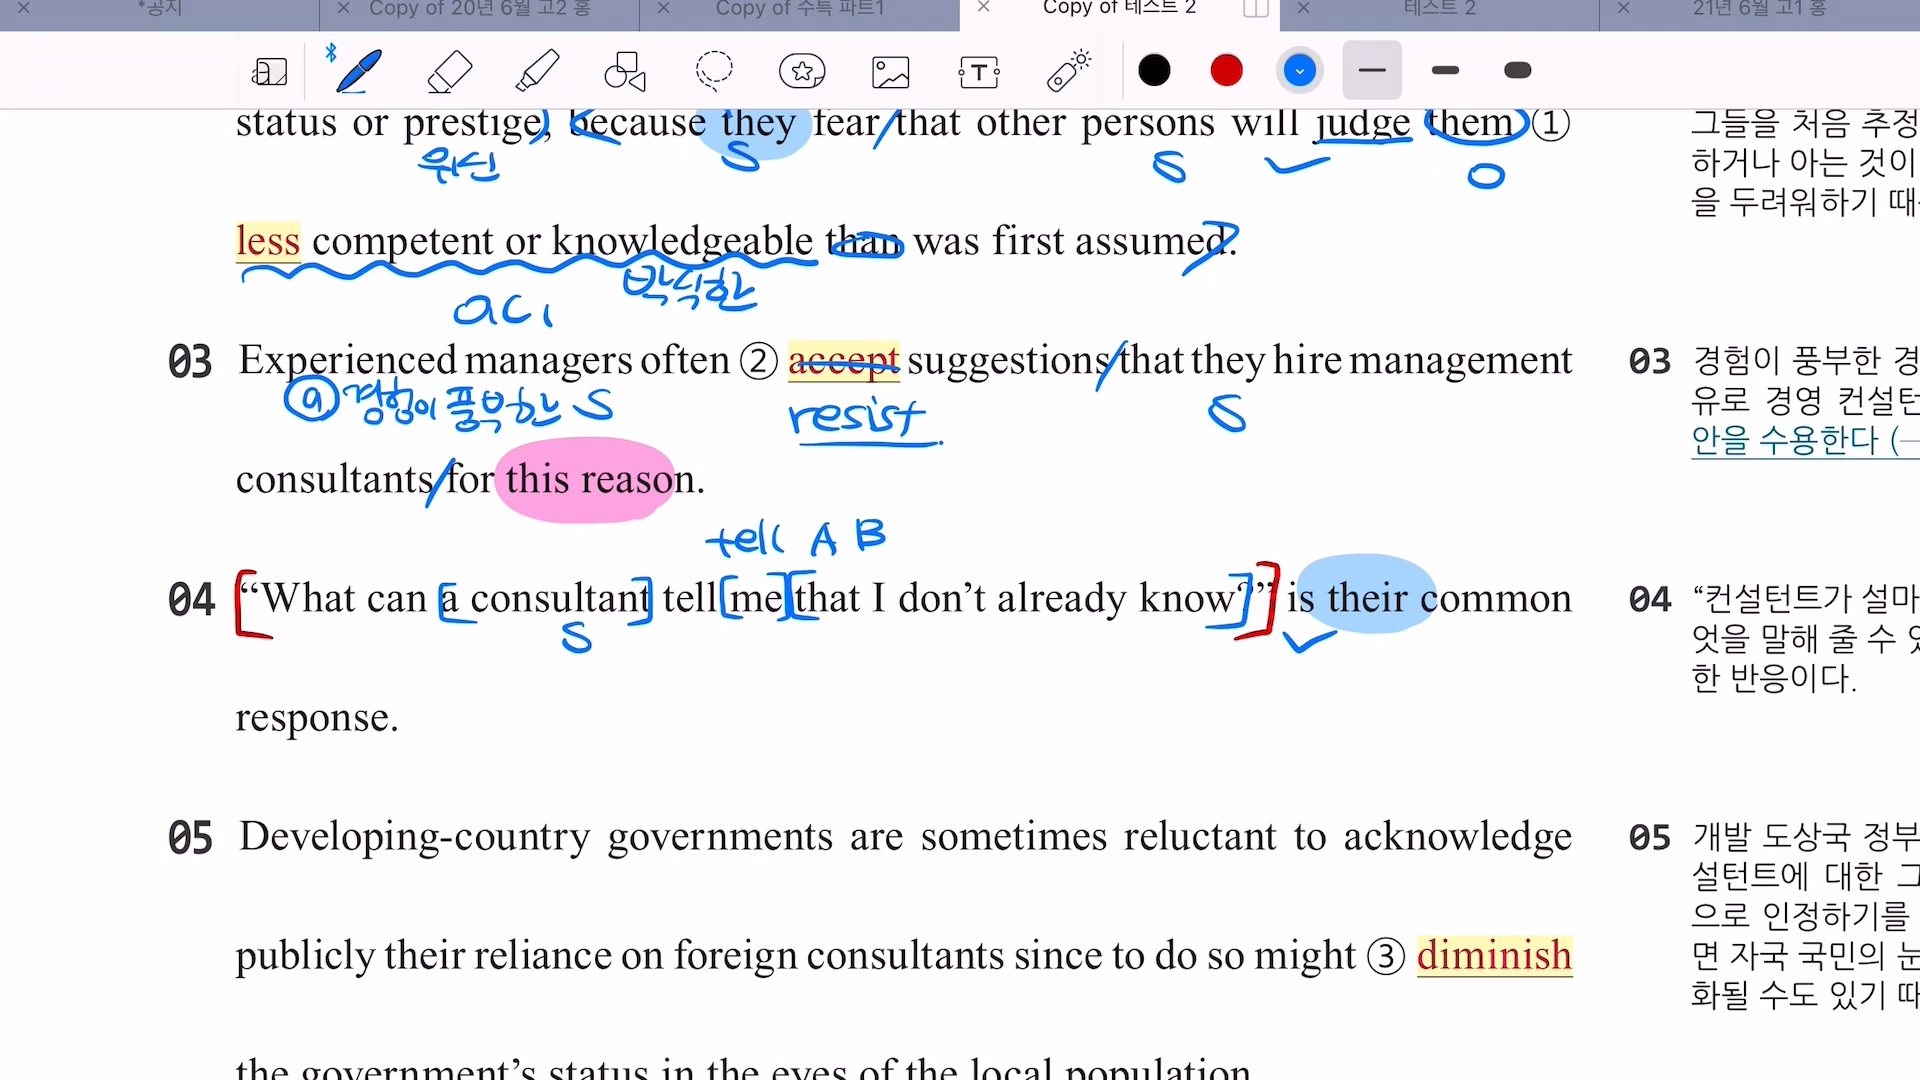 *공지
Copy of 20년 6월 고2 홍
Copy of 수특 파트1
Copy of 테스트 2
테스트 2
21년 6월 고1 홍
status or prestige, because they fear that other persons will judge them ①
위신 S S O
less competent or knowledgeable than was first assumed.
박식한
ac,
03 Experienced managers often ② accept suggestions that they hire management
a 경험이 풍부한 S resist S
consultants for this reason.
tell A B
04 “What can a consultant tell me that I don’t already know?” is their common
S
response.
05 Developing-country governments are sometimes reluctant to acknowledge
publicly their reliance on foreign consultants since to do so might ③ diminish
the government’s status in the eyes of the local population.
그들을 처음 추정
하거나 아는 것이
을 두려워하기 때
03 경험이 풍부한 경
유로 경영 컨설턴
안을 수용한다 (
04 “컨설턴트가 설마
엇을 말해 줄 수 있
한 반응이다.
05 개발 도상국 정부
설턴트에 대한 그
으로 인정하기를
면 자국 국민의 눈
화될 수도 있기 때